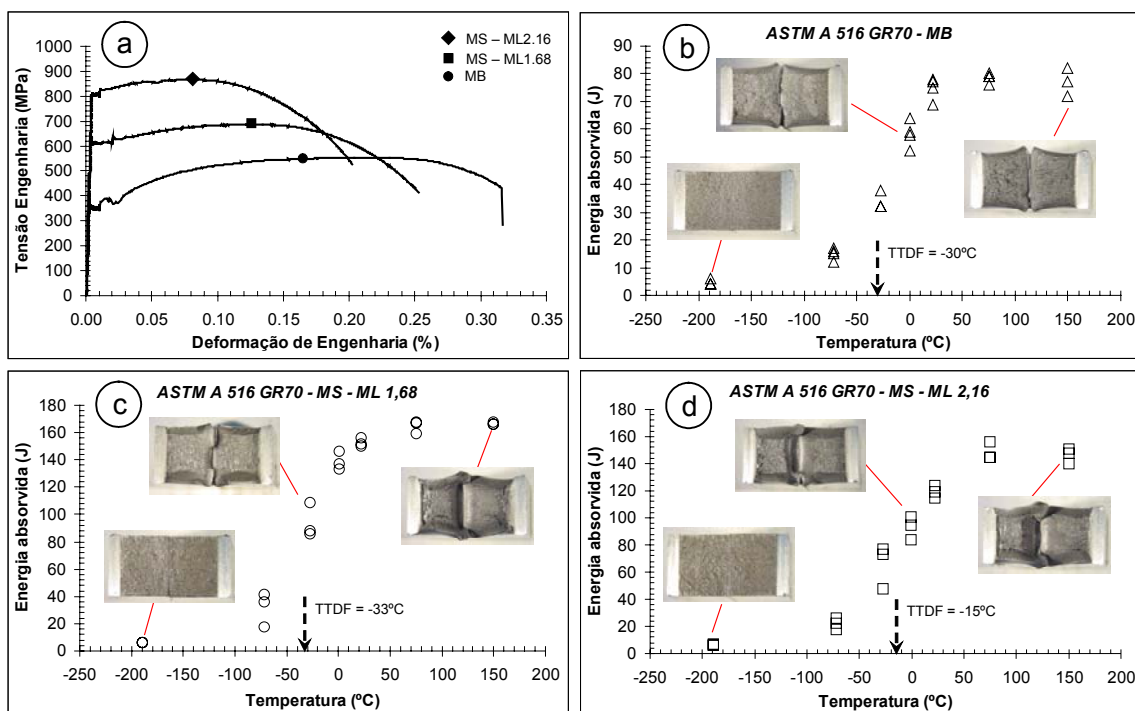 a
MS – ML2.16
MS – ML1.68
MB
Tensão Engenharia (MPa)
1000
900
800
700
600
500
400
300
200
100
0
0.00 0.05 0.10 0.15 0.20 0.25 0.30 0.35
Deformação de Engenharia (%)
b
ASTM A 516 GR70 - MB
Energia absorvida (J)
90
80
70
60
50
40
30
20
10
0
TTDF = -30ºC
-250 -200 -150 -100 -50 0 50 100 150 200
Temperatura (ºC)
c
ASTM A 516 GR70 - MS - ML 1,68
Energia absorvida (J)
180
160
140
120
100
80
60
40
20
0
TTDF = -33ºC
-250 -200 -150 -100 -50 0 50 100 150 200
Temperatura (ºC)
d
ASTM A 516 GR70 - MS - ML 2,16
Energia absorvida (J)
180
160
140
120
100
80
60
40
20
0
TTDF = -15ºC
-250 -200 -150 -100 -50 0 50 100 150 200
Temperatura (ºC)